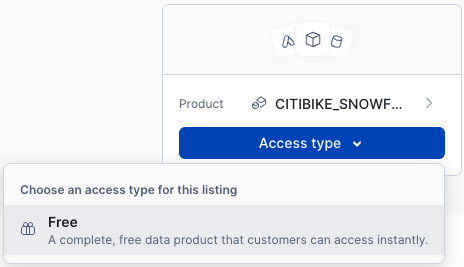 Product CITIBIKE_SNOWF...
Access type
Choose an access type for this listing
Free
A complete, free data product that customers can access instantly.